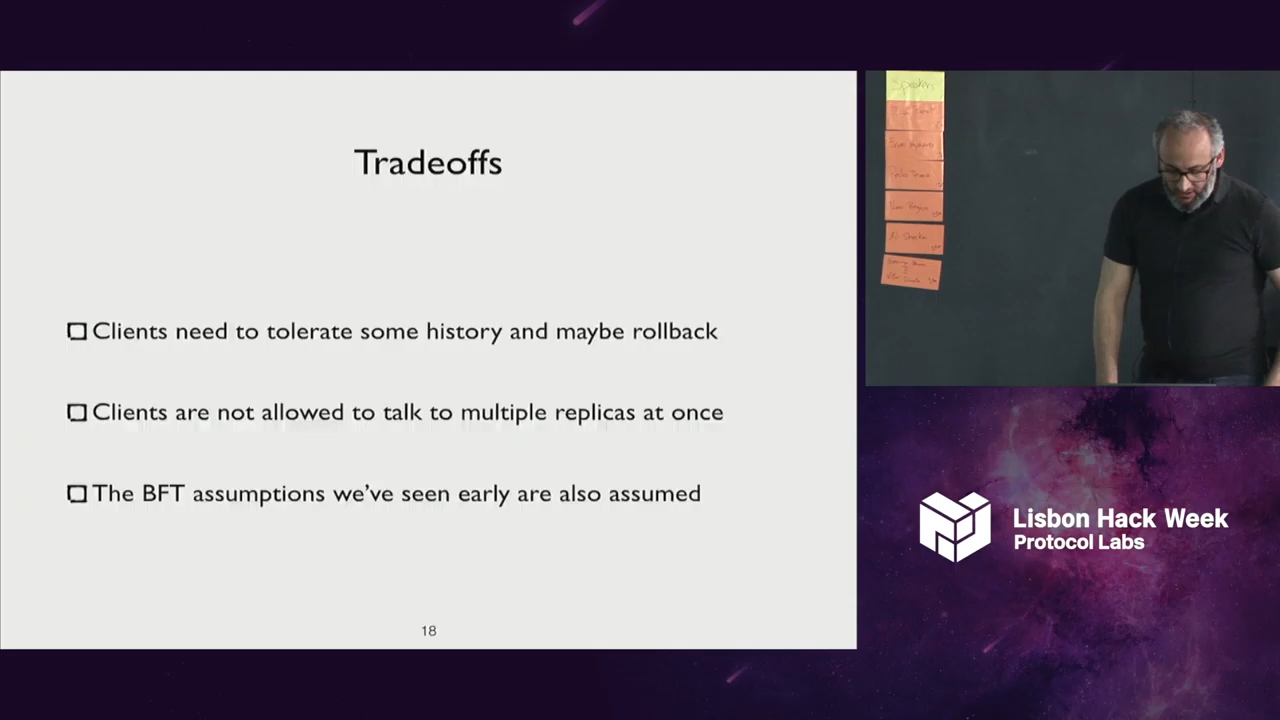 Tradeoffs
Clients need to tolerate some history and maybe rollback
Clients are not allowed to talk to multiple replicas at once
The BFT assumptions we've seen early are also assumed
18
Speakers
Lisbon Hack Week
Protocol Labs